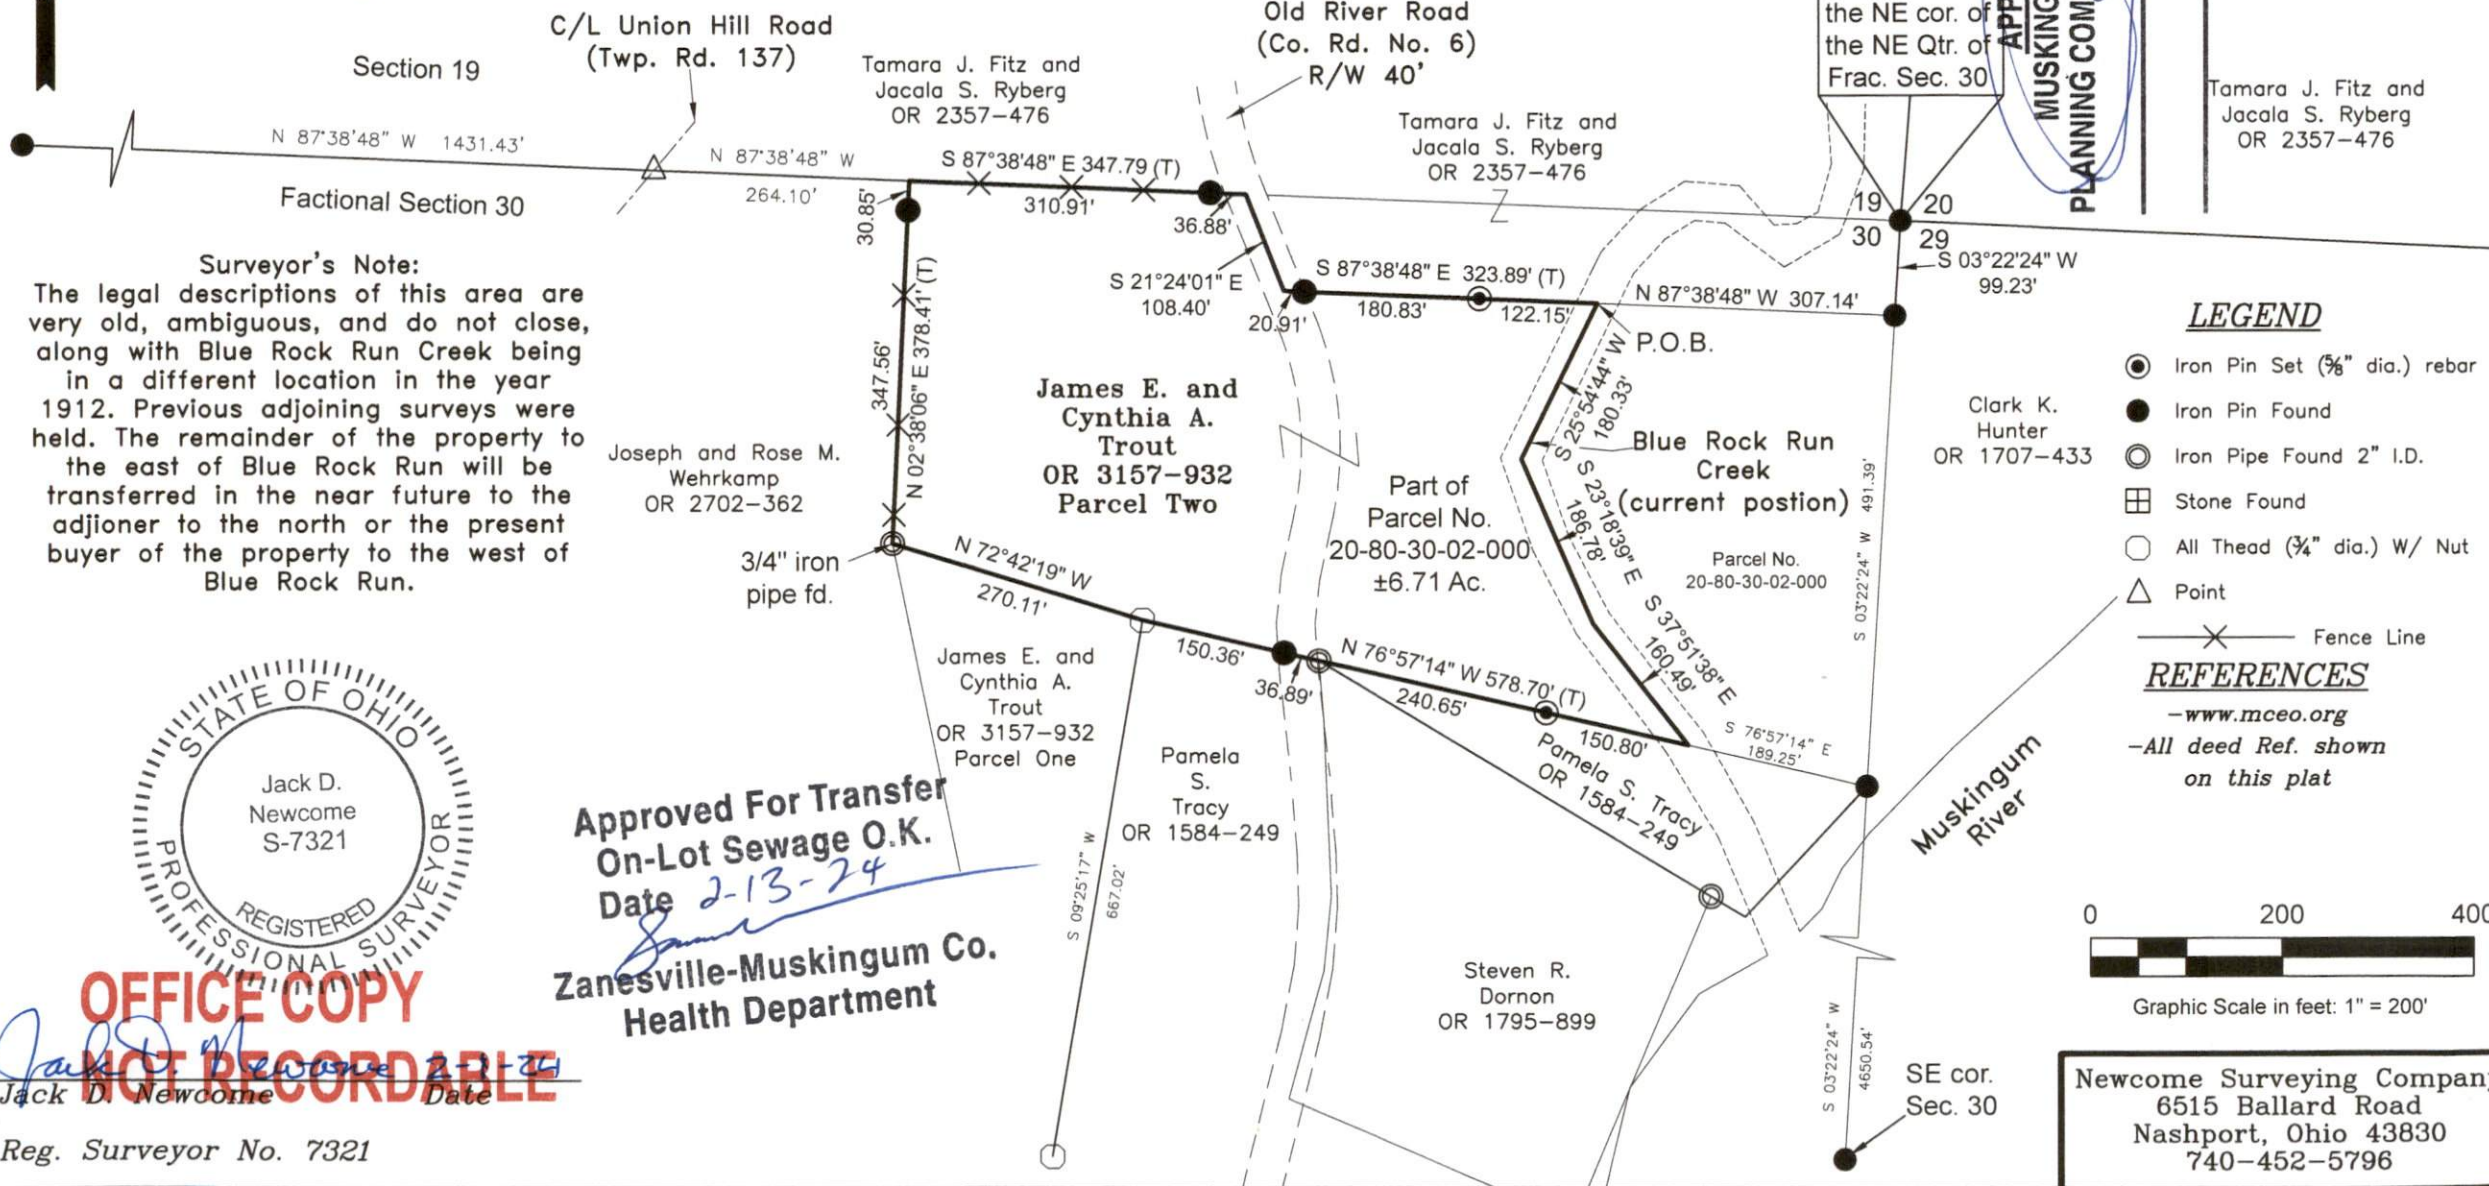 C/L Union Hill Road
(Twp. Rd. 137)
Section 19
Tamara J. Fitz and
Jacala S. Ryberg
OR 2357-476
Old River Road
(Co. Rd. No. 6)
R/W 40'
Tamara J. Fitz and
Jacala S. Ryberg
OR 2357-476
the NE cor. of
the NE Qtr. of
Frac. Sec. 30
MUSKING
PLANNING COM
Tamara J. Fitz and
Jacala S. Ryberg
OR 2357-476
N 87°38'48" W 1431.43'
N 87°38'48" W
264.10'
S 87°38'48" E 347.79 (T)
310.91'
36.88'
30.85'
Factional Section 30
19 20
30 29
S 03°22'24" W
99.23'
S 21°24'01" E
108.40'
S 87°38'48" E 323.89' (T)
20.91'
180.83'
122.15'
N 87°38'48" W 307.14'
P.O.B.
Surveyor's Note:
The legal descriptions of this area are
very old, ambiguous, and do not close,
along with Blue Rock Run Creek being
in a different location in the year
1912. Previous adjoining surveys were
held. The remainder of the property to
the east of Blue Rock Run will be
transferred in the near future to the
adjioner to the north or the present
buyer of the property to the west of
Blue Rock Run.
347.56'
N 02°38'06" E 378.41' (T)
James E. and
Cynthia A.
Trout
OR 3157-932
Parcel Two
Joseph and Rose M.
Wehrkamp
OR 2702-362
3/4" iron
pipe fd.
Part of
Parcel No.
20-80-30-02-000
±6.71 Ac.
S 25°54'44" W
180.33'
Blue Rock Run
Creek
(current postion)
S 23°18'39" E
186.78'
Parcel No.
20-80-30-02-000
S 37°51'38" E
160.49'
S 03°22'24" W 491.39'
Clark K.
Hunter
OR 1707-433
LEGEND
Iron Pin Set (⅝" dia.) rebar
Iron Pin Found
Iron Pipe Found 2" I.D.
Stone Found
All Thead (¾" dia.) W/ Nut
Point
Fence Line
REFERENCES
-www.mceo.org
-All deed Ref. shown
on this plat
N 72°42'19" W
270.11'
150.36'
36.89'
N 76°57'14" W 578.70' (T)
240.65'
150.80'
S 76°57'14" E
189.25'
James E. and
Cynthia A.
Trout
OR 3157-932
Parcel One
Pamela
S.
Tracy
OR 1584-249
Pamela S. Tracy
OR 1584-249
Muskingum
River
S 09°25'17" W
667.02'
STATE OF OHIO
Jack D.
Newcome
S-7321
REGISTERED
PROFESSIONAL SURVEYOR
Approved For Transfer
On-Lot Sewage O.K.
Date 2-13-24
Zanesville-Muskingum Co.
Health Department
OFFICE COPY
NOT RECORDABLE
Jack D. Newcome
Jack D. Newcome Date
Reg. Surveyor No. 7321
Steven R.
Dornon
OR 1795-899
S 03°22'24" W
4650.54'
SE cor.
Sec. 30
0 200 400
Graphic Scale in feet: 1" = 200'
Newcome Surveying Company
6515 Ballard Road
Nashport, Ohio 43830
740-452-5796